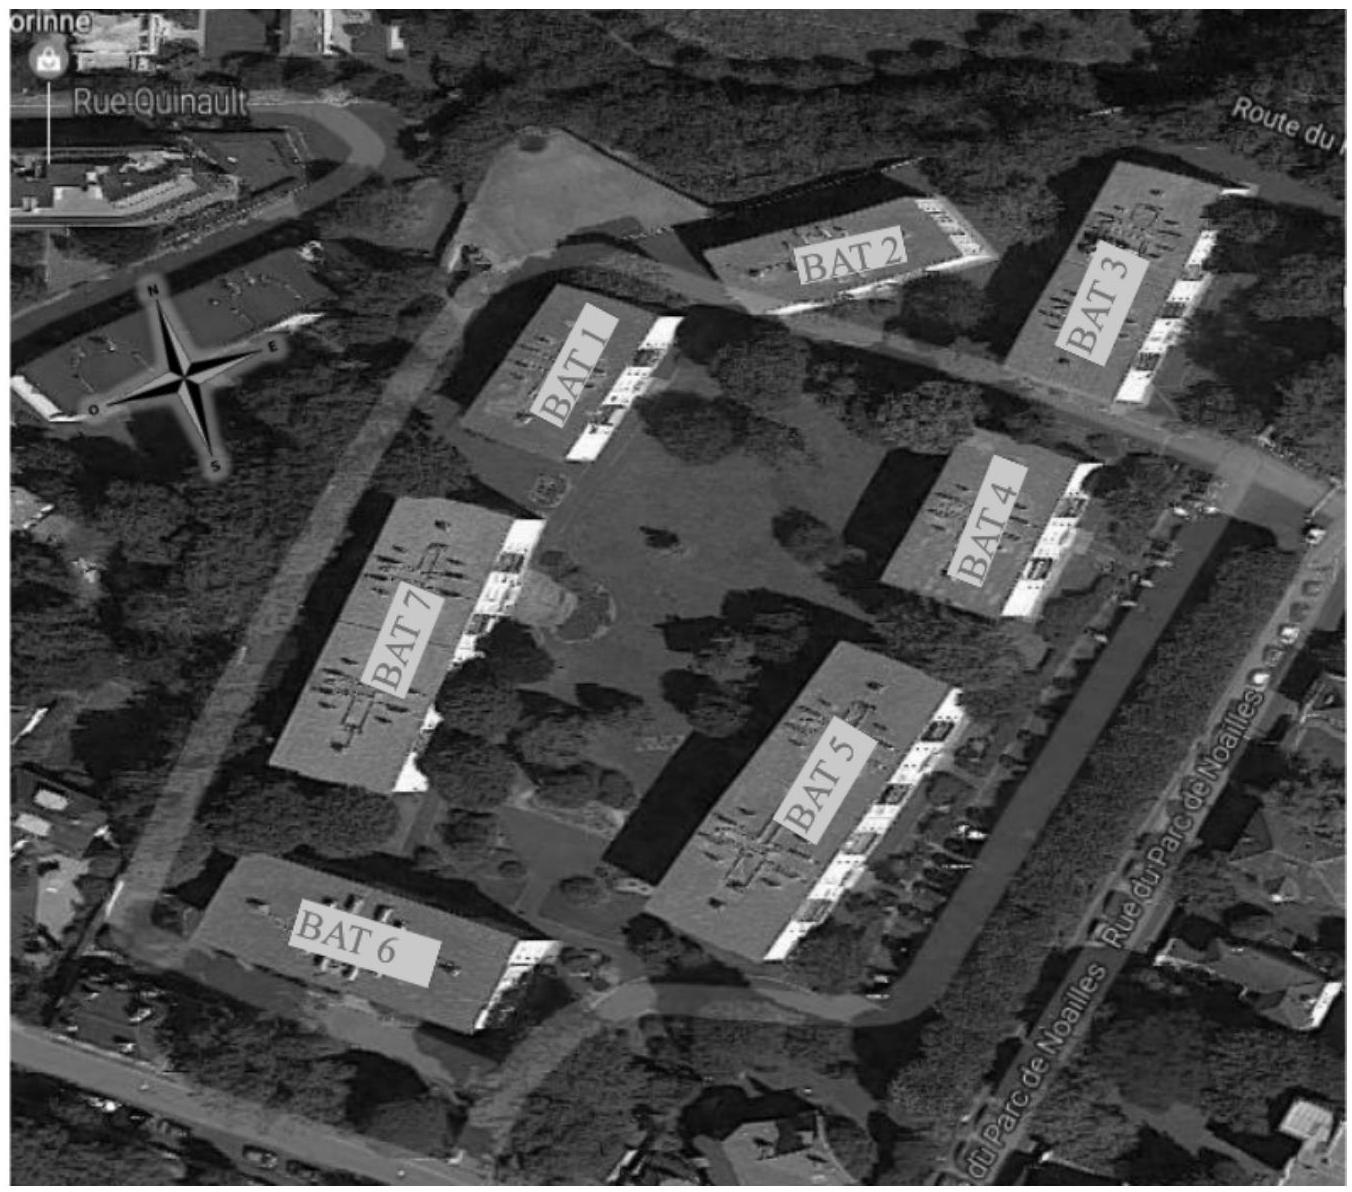 orinne
Rue Quinault
Route du
BAT 2
BAT 3
BAT 1
N
E
O
S
BAT 4
BAT 7
BAT 5
BAT 6
Rue du Parc de Noailles
du Parc de Noailles